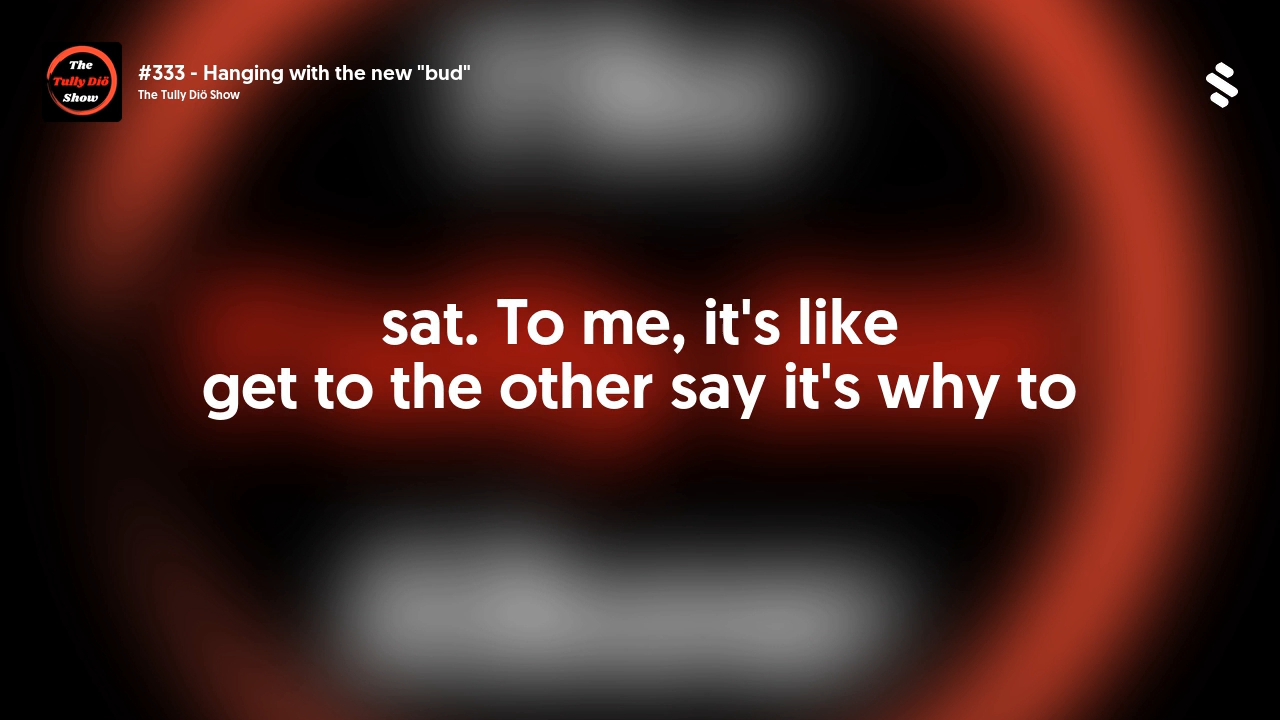 The
Tully Diö
Show
#333 - Hanging with the new "bud"
The Tully Diö Show
sat. To me, it's like
get to the other say it's why to